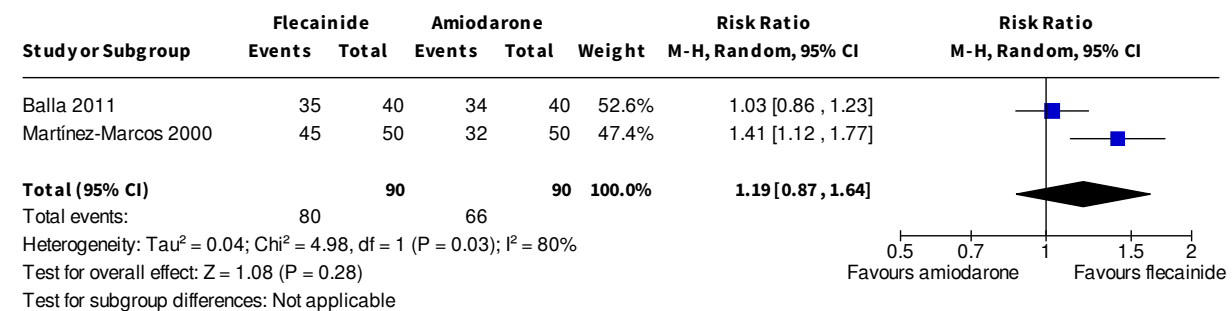 Flecainide Amiodarone Risk Ratio Risk Ratio
Study or Subgroup Events Total Events Total Weight M-H, Random, 95% CI M-H, Random, 95% CI
Balla 2011 35 40 34 40 52.6% 1.03 [0.86 , 1.23]
Martínez-Marcos 2000 45 50 32 50 47.4% 1.41 [1.12 , 1.77]
Total (95% CI) 90 90 100.0% 1.19 [0.87 , 1.64]
Total events: 80 66
Heterogeneity: Tau² = 0.04; Chi² = 4.98, df = 1 (P = 0.03); I² = 80%
0.5 0.7 1 1.5 2
Test for overall effect: Z = 1.08 (P = 0.28) Favours amiodarone Favours flecainide
Test for subgroup differences: Not applicable